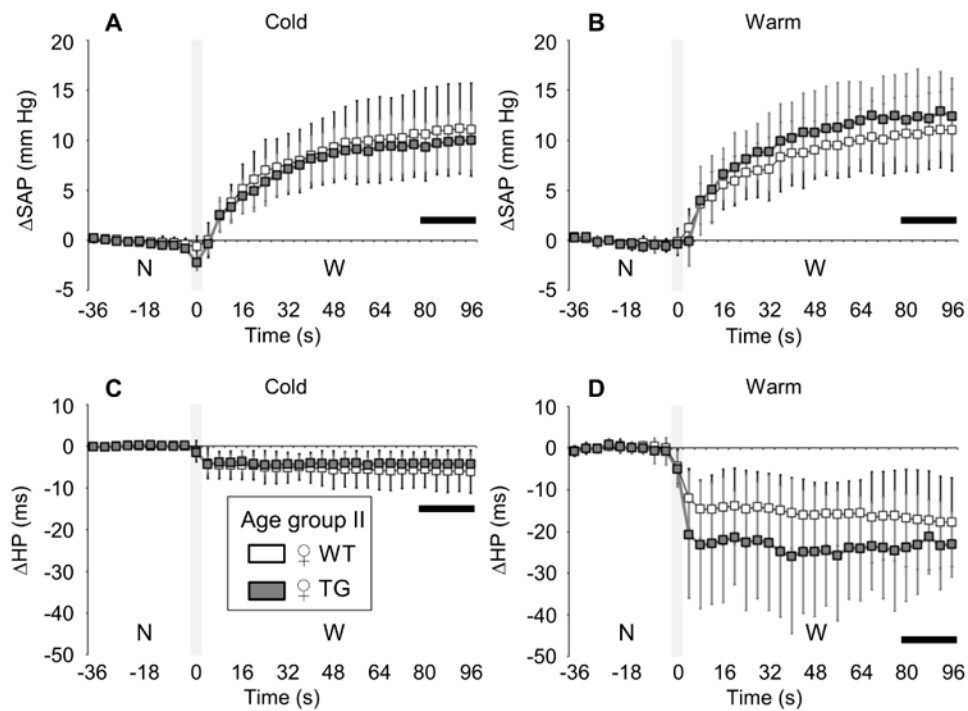 A
Cold
ΔSAP (mm Hg)
20
15
10
5
0
-5
N
W
-36 -18 0 16 32 48 64 80 96
Time (s)
B
Warm
ΔSAP (mm Hg)
20
15
10
5
0
-5
N
W
-36 -18 0 16 32 48 64 80 96
Time (s)
C
Cold
ΔHP (ms)
10
0
-10
-20
-30
-40
-50
Age group II
♀ WT
♀ TG
N
W
-36 -18 0 16 32 48 64 80 96
Time (s)
D
Warm
ΔHP (ms)
10
0
-10
-20
-30
-40
-50
N
W
-36 -18 0 16 32 48 64 80 96
Time (s)